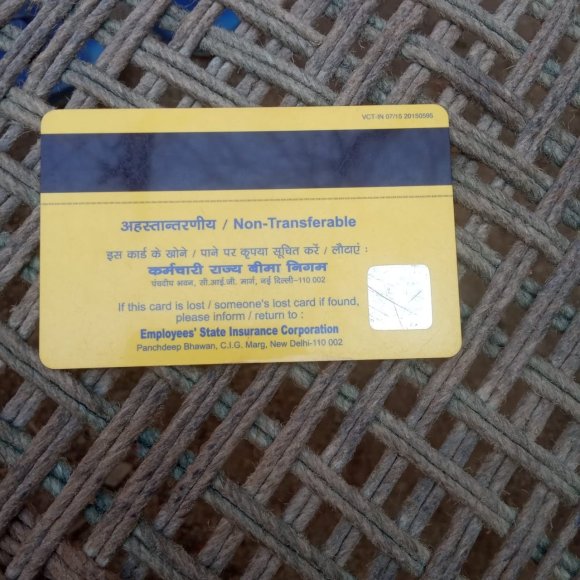 VCT-IN 07/15 20150595
अहस्तान्तरणीय / Non-Transferable
इस कार्ड के खोने / पाने पर कृपया सूचित करें / लौटाएं :
कर्मचारी राज्य बीमा निगम
पंचदीप भवन, सी.आई.जी. मार्ग, नई दिल्ली-110 002
If this card is lost / someone's lost card if found,
please inform / return to :
Employees' State Insurance Corporation
Panchdeep Bhawan, C.I.G. Marg, New Delhi-110 002